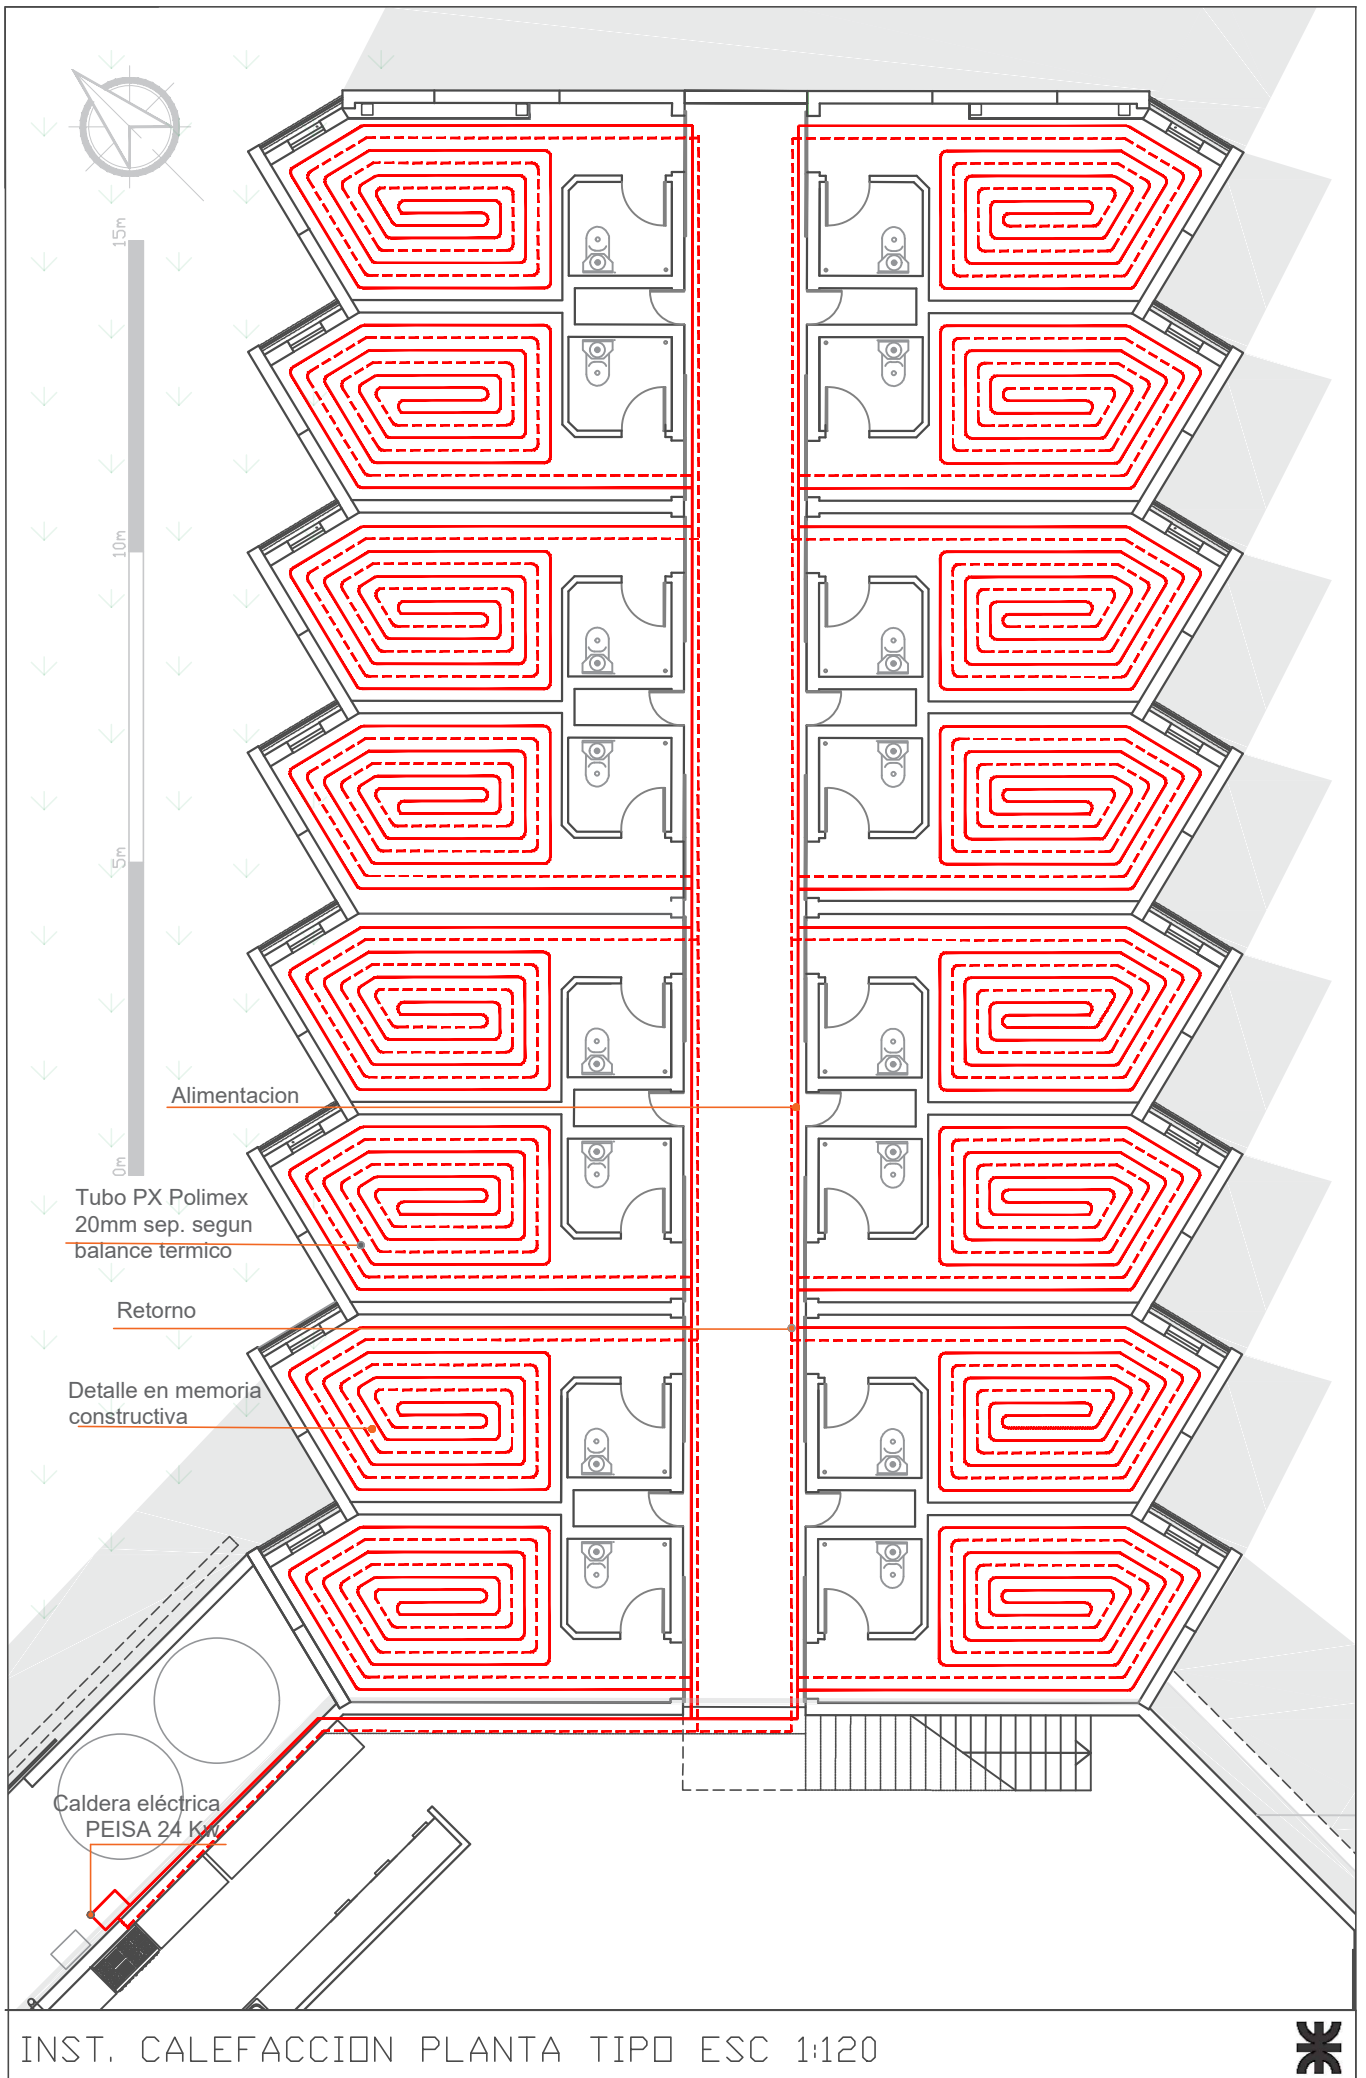 15m
10m
5m
0m
Alimentacion
Tubo PX Polimex
20mm sep. segun
balance termico
Retorno
Detalle en memoria
constructiva
Caldera eléctrica
PEISA 24 Kw
INST. CALEFACCION PLANTA TIPO ESC 1:120